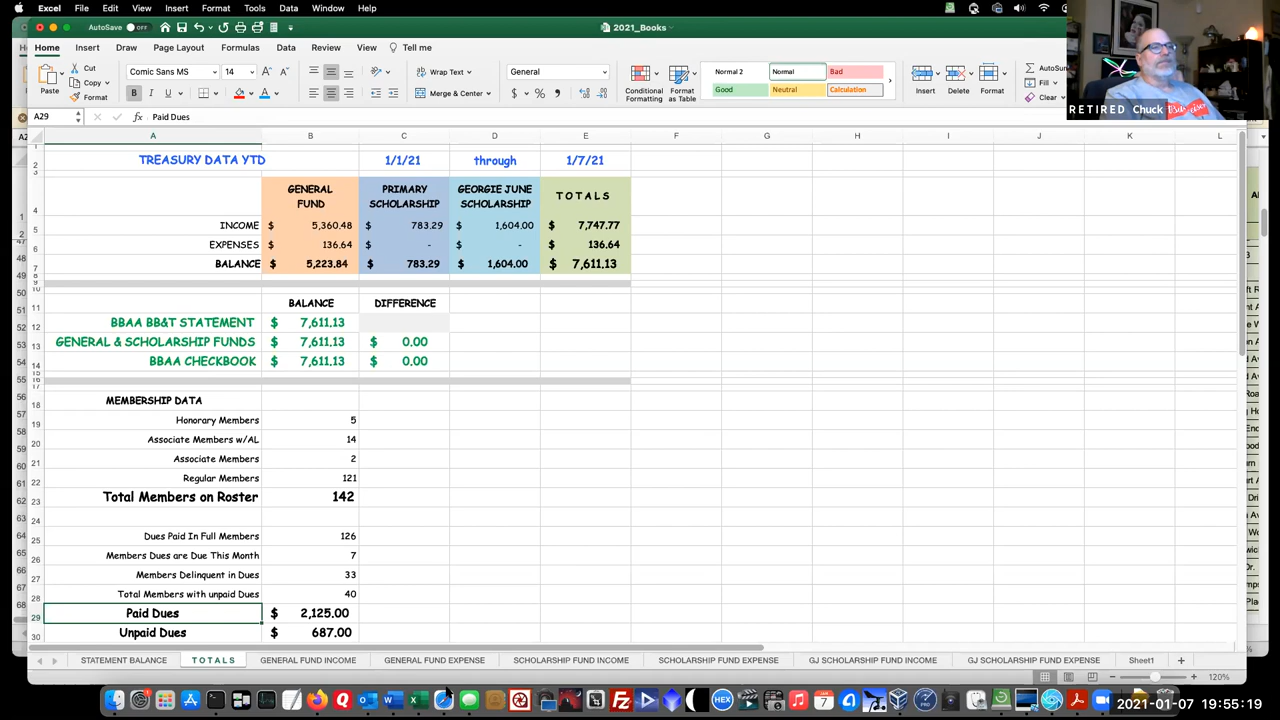 Excel File Edit View Insert Format Tools Data Window Help
AutoSave OFF 2021_Books
Home Insert Draw Page Layout Formulas Data Review View Tell me
Paste Cut Copy Format
Comic Sans MS 14 Wrap Text Merge & Center General
Conditional Formatting Format as Table
Normal 2 Normal Bad
Good Neutral Calculation
Insert Delete Format Fill Clear
RETIRED Chuck
A29 fx Paid Dues
A B C D E F G H I J K L
TREASURY DATA YTD 1/1/21 through 1/7/21
GENERAL FUND PRIMARY SCHOLARSHIP GEORGIE JUNE SCHOLARSHIP TOTALS
INCOME $ 5,360.48 $ 783.29 $ 1,604.00 $ 7,747.77
EXPENSES $ 136.64 $ - $ - $ 136.64
BALANCE $ 5,223.84 $ 783.29 $ 1,604.00 $ 7,611.13
BALANCE DIFFERENCE
BBAA BB&T STATEMENT $ 7,611.13
GENERAL & SCHOLARSHIP FUNDS $ 7,611.13 $ 0.00
BBAA CHECKBOOK $ 7,611.13 $ 0.00
MEMBERSHIP DATA
Honorary Members 5
Associate Members w/AL 14
Associate Members 2
Regular Members 121
Total Members on Roster 142
Dues Paid In Full Members 126
Members Dues are Due This Month 7
Members Delinquent in Dues 33
Total Members with unpaid Dues 40
Paid Dues $ 2,125.00
Unpaid Dues $ 687.00
STATEMENT BALANCE TOTALS GENERAL FUND INCOME GENERAL FUND EXPENSE SCHOLARSHIP FUND INCOME SCHOLARSHIP FUND EXPENSE GJ SCHOLARSHIP FUND INCOME GJ SCHOLARSHIP FUND EXPENSE Sheet1
120%
2021-01-07 19:55:19